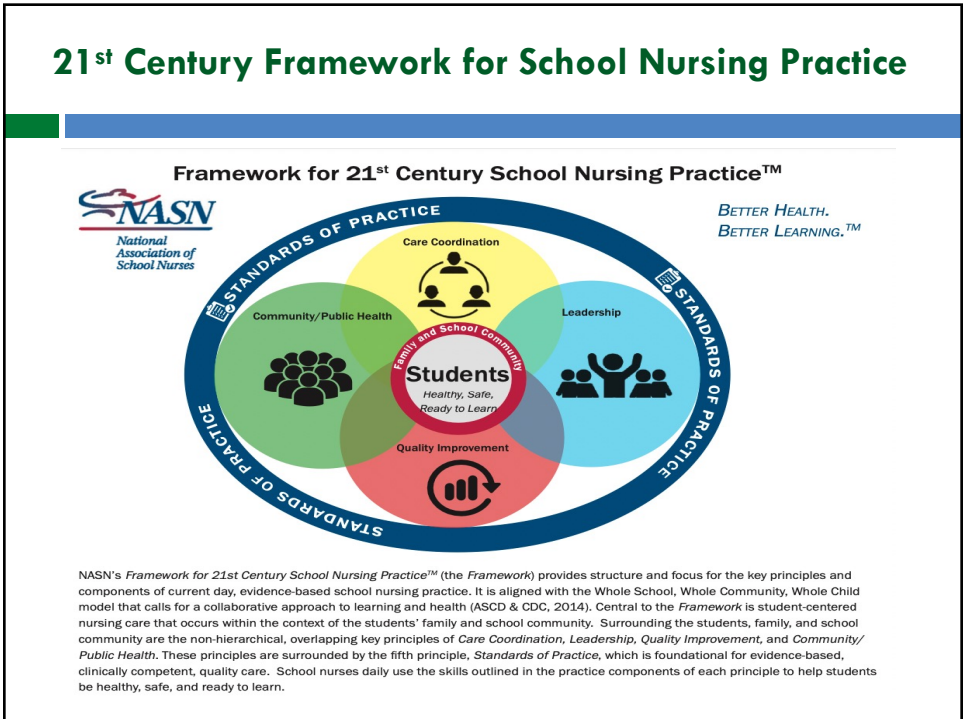 21st Century Framework for School Nursing Practice
Framework for 21st Century School Nursing Practice™
NASN
National
Association of
School Nurses
BETTER HEALTH.
BETTER LEARNING.™
STANDARDS OF PRACTICE
STANDARDS OF PRACTICE
STANDARDS OF PRACTICE
Care Coordination
Community/Public Health
Leadership
Family and School Community
Students
Healthy, Safe,
Ready to Learn
Quality Improvement
NASN's Framework for 21st Century School Nursing Practice™ (the Framework) provides structure and focus for the key principles and
components of current day, evidence-based school nursing practice. It is aligned with the Whole School, Whole Community, Whole Child
model that calls for a collaborative approach to learning and health (ASCD & CDC, 2014). Central to the Framework is student-centered
nursing care that occurs within the context of the students' family and school community. Surrounding the students, family, and school
community are the non-hierarchical, overlapping key principles of Care Coordination, Leadership, Quality Improvement, and Community/
Public Health. These principles are surrounded by the fifth principle, Standards of Practice, which is foundational for evidence-based,
clinically competent, quality care. School nurses daily use the skills outlined in the practice components of each principle to help students
be healthy, safe, and ready to learn.